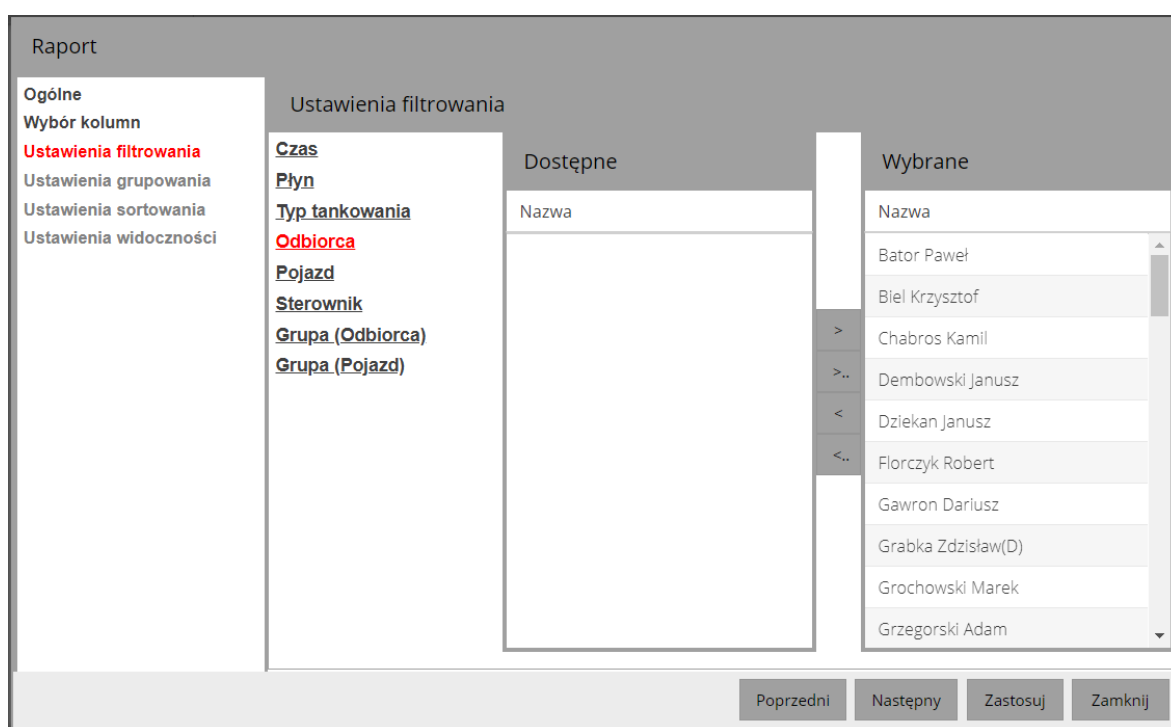 Raport
Ogólne
Wybór kolumn
Ustawienia filtrowania
Ustawienia grupowania
Ustawienia sortowania
Ustawienia widoczności
Ustawienia filtrowania
Czas
Płyn
Typ tankowania
Odbiorca
Pojazd
Sterownik
Grupa (Odbiorca)
Grupa (Pojazd)
Dostępne
Nazwa
>
>..
<
<..
Wybrane
Nazwa
Bator Paweł
Biel Krzysztof
Chabros Kamil
Dembowski Janusz
Dziekan Janusz
Florczyk Robert
Gawron Dariusz
Grabka Zdzisław(D)
Grochowski Marek
Grzegorski Adam
Poprzedni
Następny
Zastosuj
Zamknij